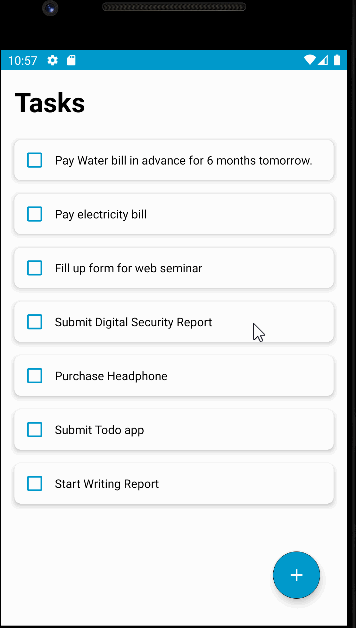 10:57
Tasks
Pay Water bill in advance for 6 months tomorrow.
Pay electricity bill
Fill up form for web seminar
Submit Digital Security Report
Purchase Headphone
Submit Todo app
Start Writing Report
+